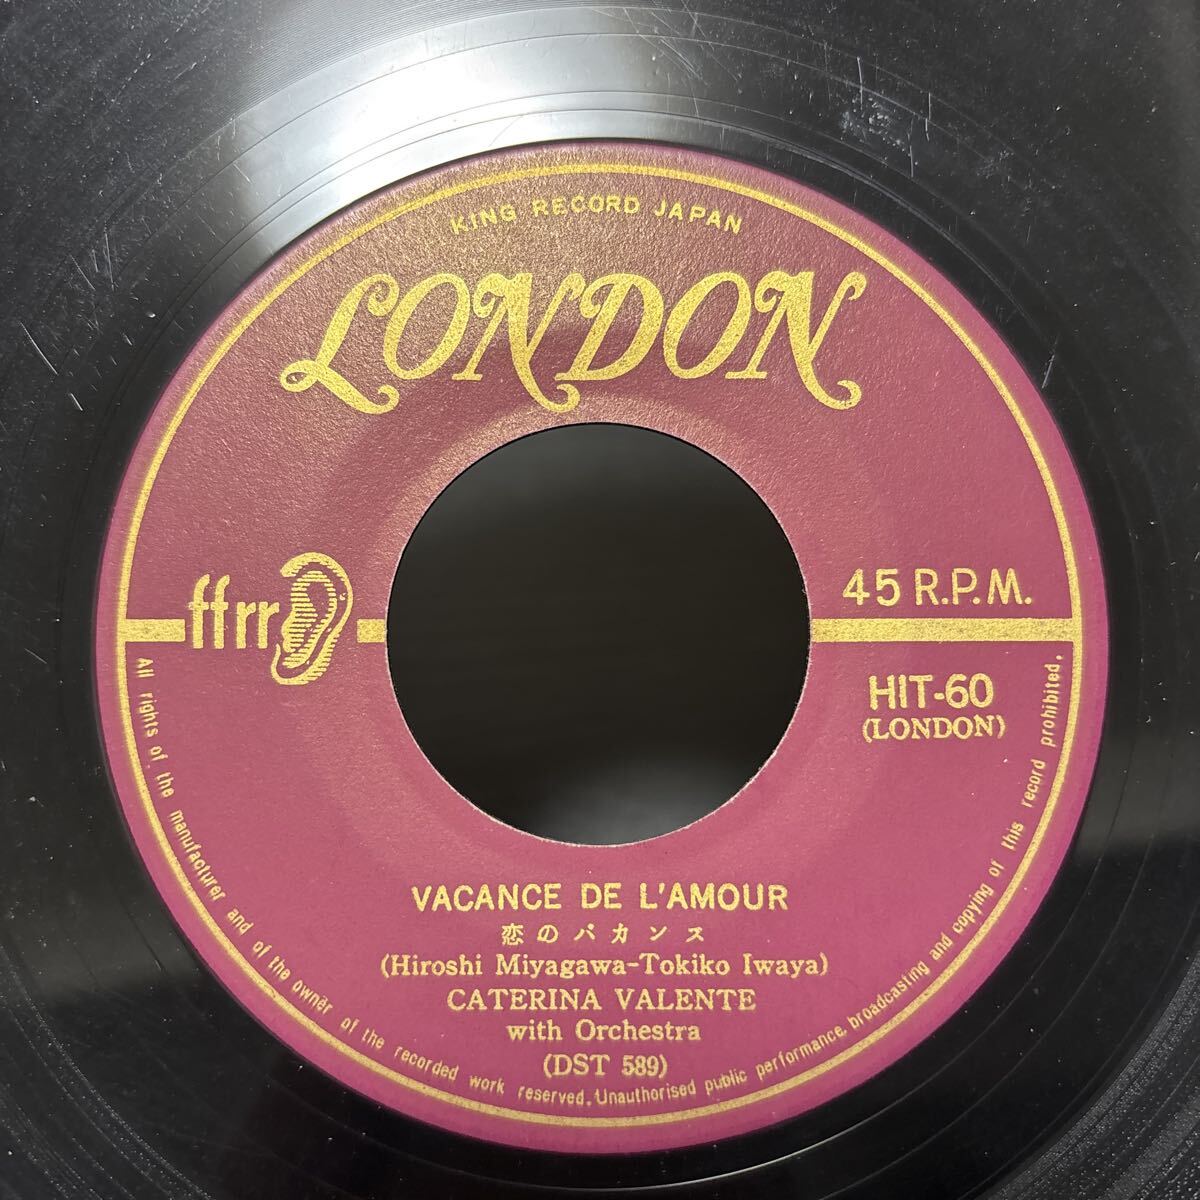 KING RECORD JAPAN
LONDON
ffrr
45 R.P.M.
HIT-60
(LONDON)
VACANCE DE L'AMOUR
恋のバカンス
(Hiroshi Miyagawa-Tokiko Iwaya)
CATERINA VALENTE
with Orchestra
(DST 589)
All rights of the manufacturer and of the owner of the recorded work reserved. Unauthorised public performance, broadcasting and copying of this record prohibited.